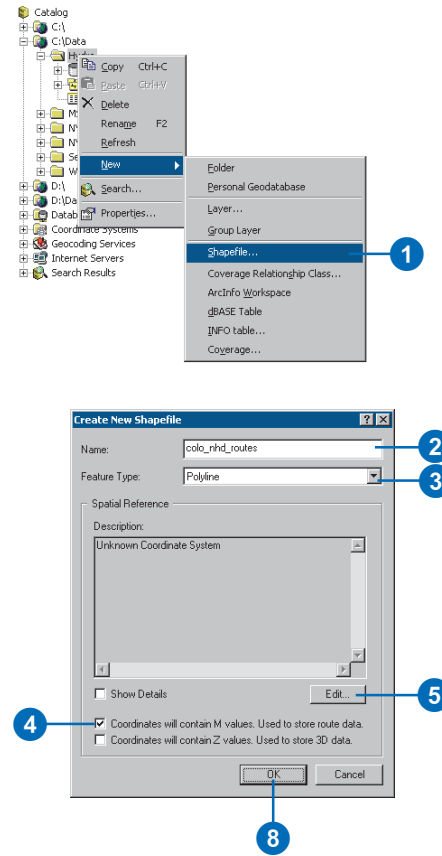 Catalog
C:\
C:\Data
Hydro
Copy Ctrl+C
Paste Ctrl+V
Delete
Rename F2
Refresh
New
Search...
Properties...
D:\
D:\Da
Datab
Coordinate Systems
Geocoding Services
Internet Servers
Search Results
Folder
Personal Geodatabase
Layer...
Group Layer
Shapefile...
1
Coverage Relationship Class...
ArcInfo Workspace
dBASE Table
INFO table...
Coverage...
Create New Shapefile
Name: colo_nhd_routes
2
Feature Type: Polyline
3
Spatial Reference
Description:
Unknown Coordinate System
Show Details
Edit...
5
4
Coordinates will contain M values. Used to store route data.
Coordinates will contain Z values. Used to store 3D data.
OK
Cancel
8